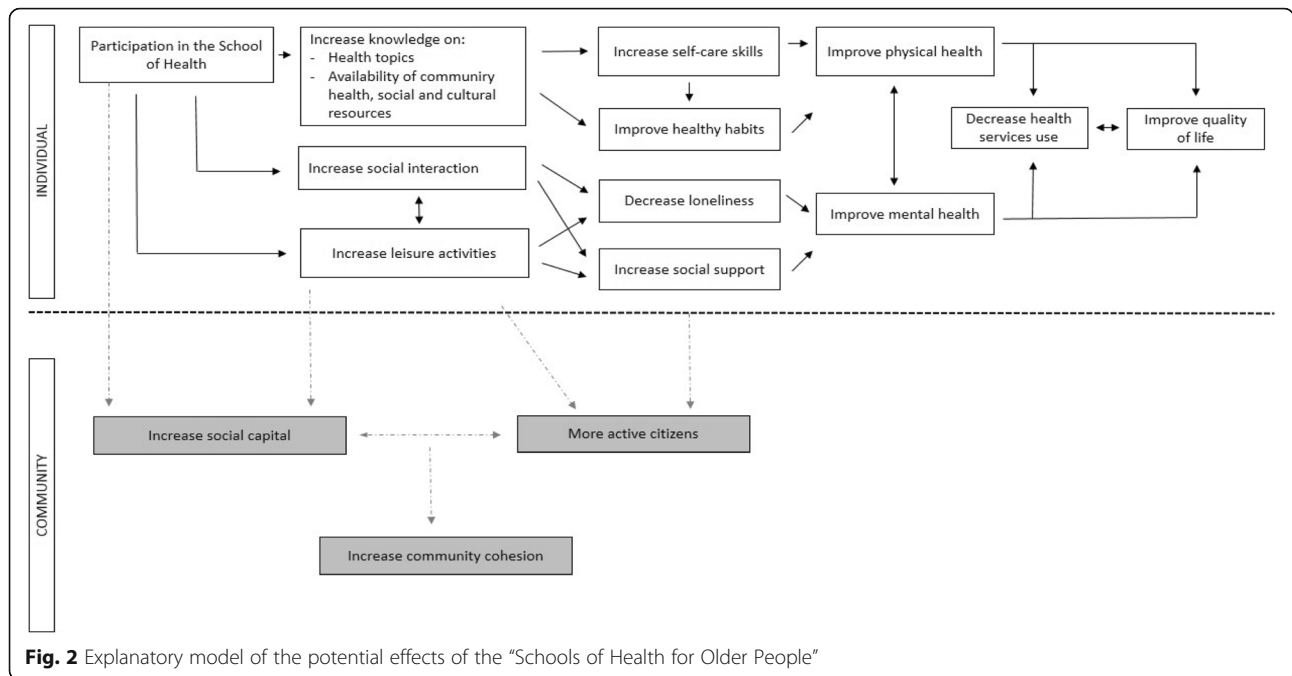 INDIVIDUAL
Participation in the School
of Health
Increase knowledge on:
- Health topics
- Availability of communiry
health, social and cultural
resources
Increase social interaction
Increase leisure activities
Increase self-care skills
Improve healthy habits
Decrease loneliness
Increase social support
Improve physical health
Improve mental health
Decrease health
services use
Improve quality
of life
COMMUNITY
Increase social capital
More active citizens
Increase community cohesion
Fig. 2 Explanatory model of the potential effects of the “Schools of Health for Older People”